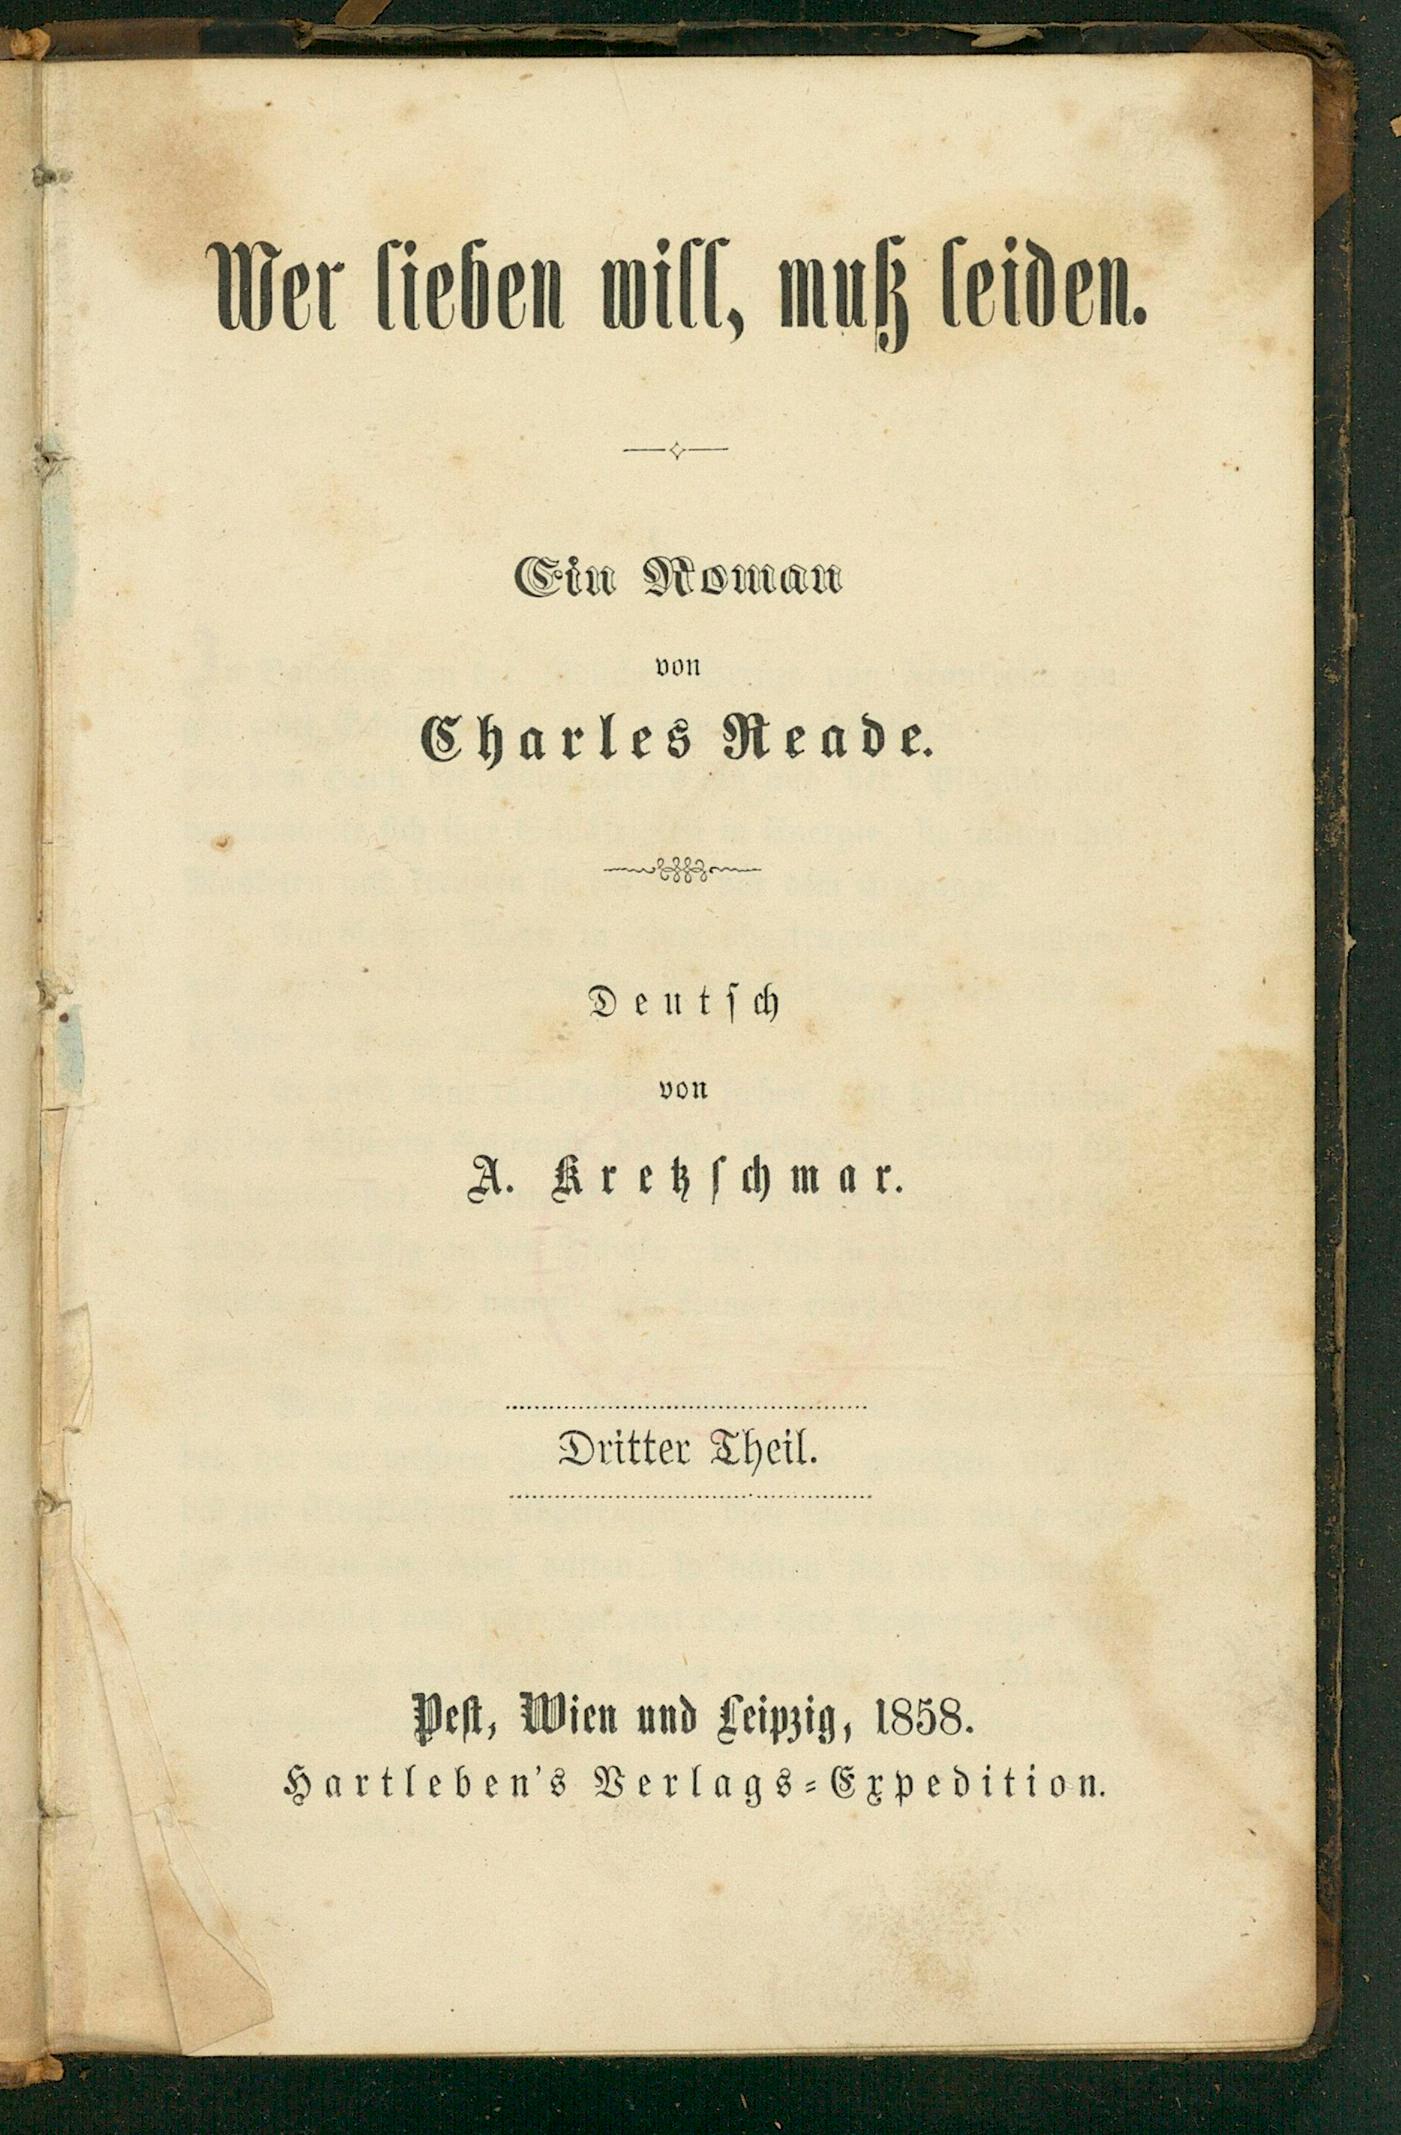 Wer lieben will, muß leiden.
Ein Roman
von
Charles Reade.
Deutsch
von
A. Kretzschmar.
Dritter Theil.
Pest, Wien und Leipzig, 1858.
Hartleben's Verlags-Expedition.